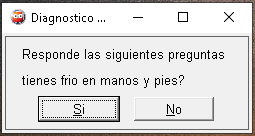 Diagnostico ...
Responde las siguientes preguntas
tienes frio en manos y pies?
Si
No